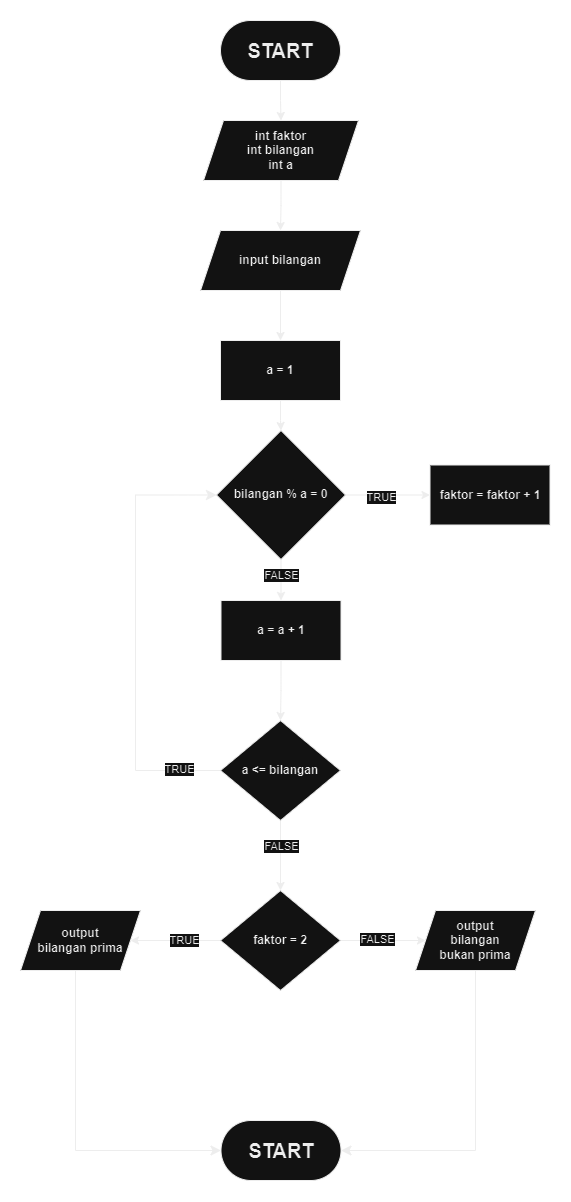 START
int faktor
int bilangan
int a
input bilangan
a = 1
bilangan % a = 0
TRUE
faktor = faktor + 1
FALSE
a = a + 1
a <= bilangan
TRUE
FALSE
faktor = 2
TRUE
output
bilangan prima
FALSE
output
bilangan
bukan prima
START